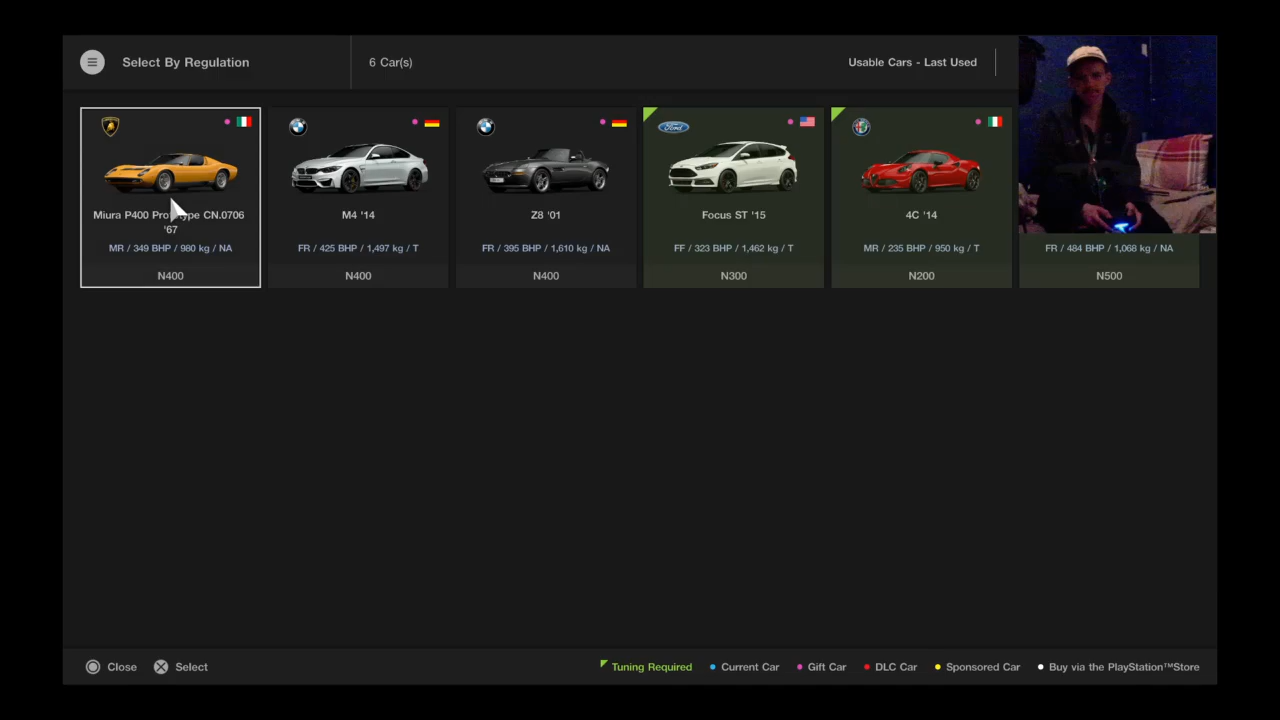 Select By Regulation
6 Car(s)
Usable Cars - Last Used
Miura P400 Prototype CN.0706
'67
MR / 349 BHP / 980 kg / NA
N400
M4 '14
FR / 425 BHP / 1,497 kg / T
N400
Z8 '01
FR / 395 BHP / 1,610 kg / NA
N400
Ford
Focus ST '15
FF / 323 BHP / 1,462 kg / T
N300
4C '14
MR / 235 BHP / 950 kg / T
N200
FR / 484 BHP / 1,068 kg / NA
N500
Close
Select
Tuning Required
Current Car
Gift Car
DLC Car
Sponsored Car
Buy via the PlayStation™Store